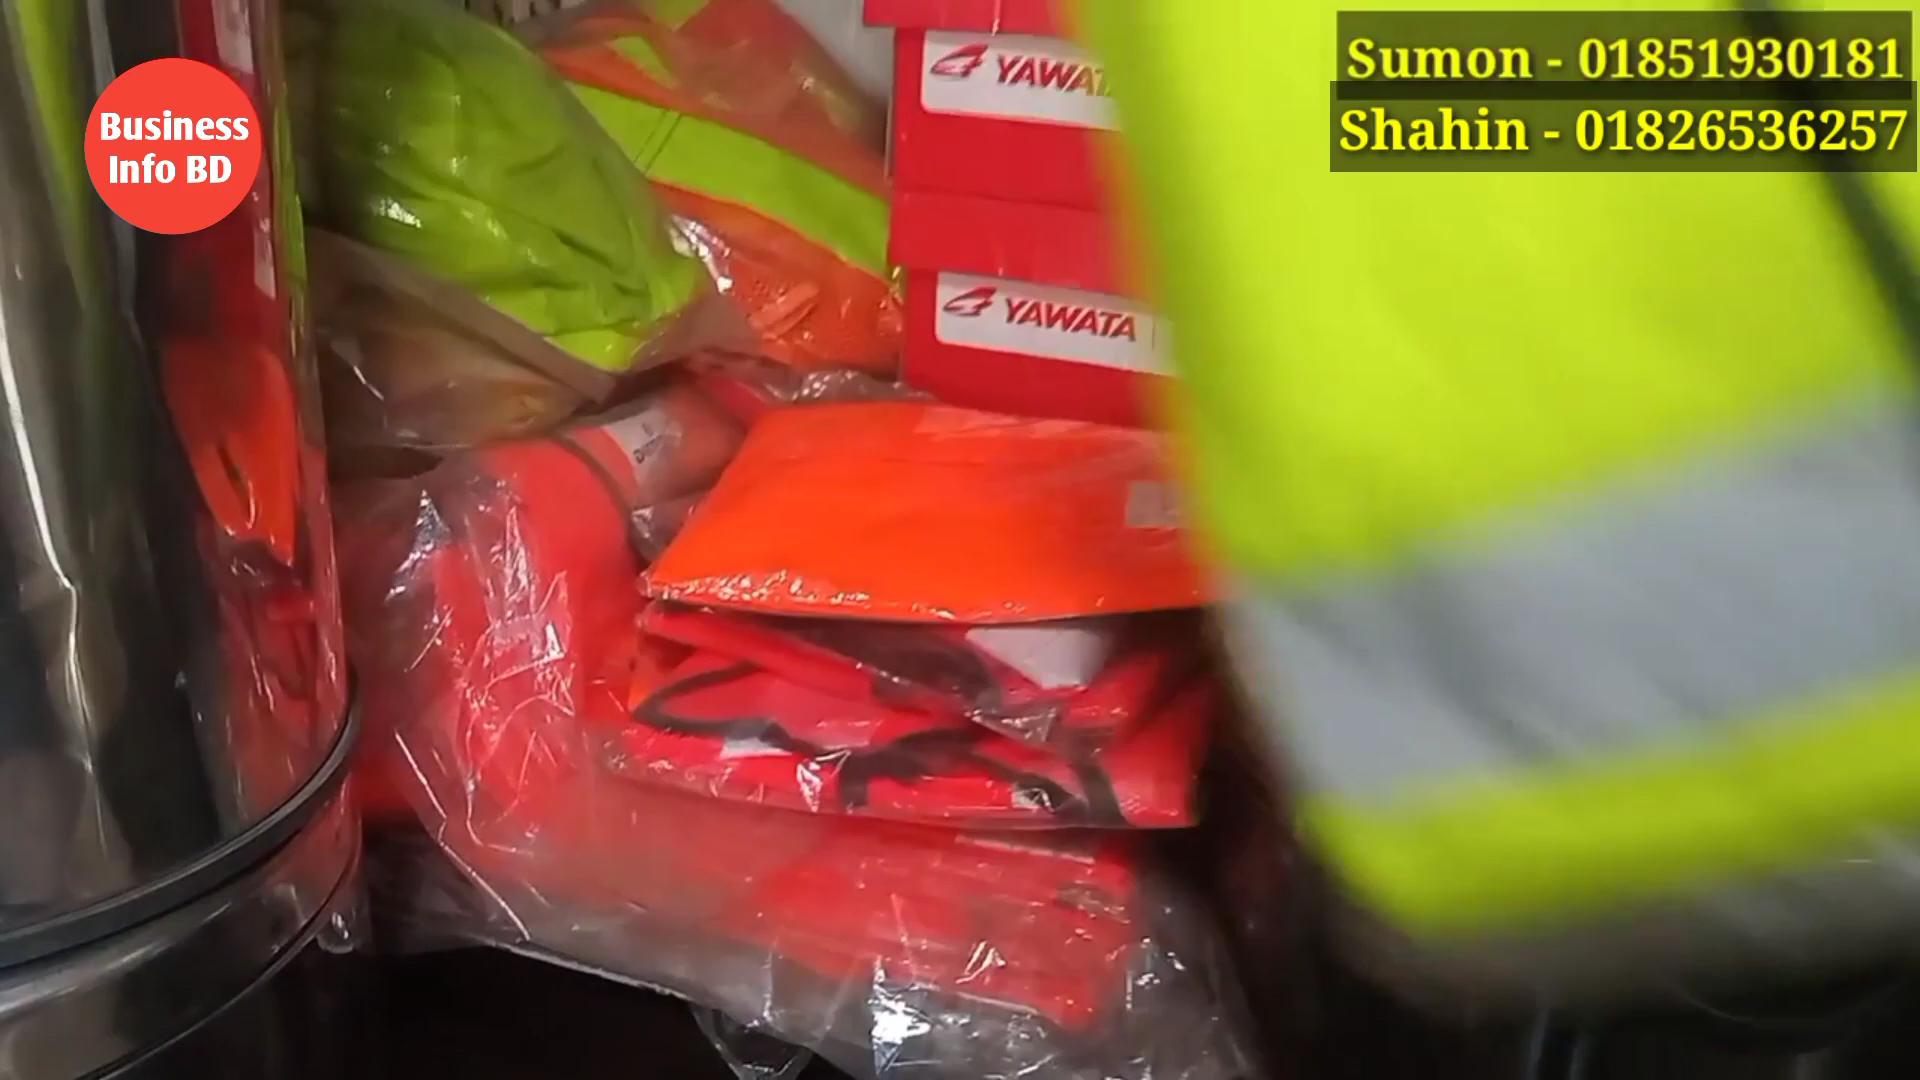 Business
Info BD
Sumon - 01851930181
Shahin - 01826536257
YAWATA
YAWATA